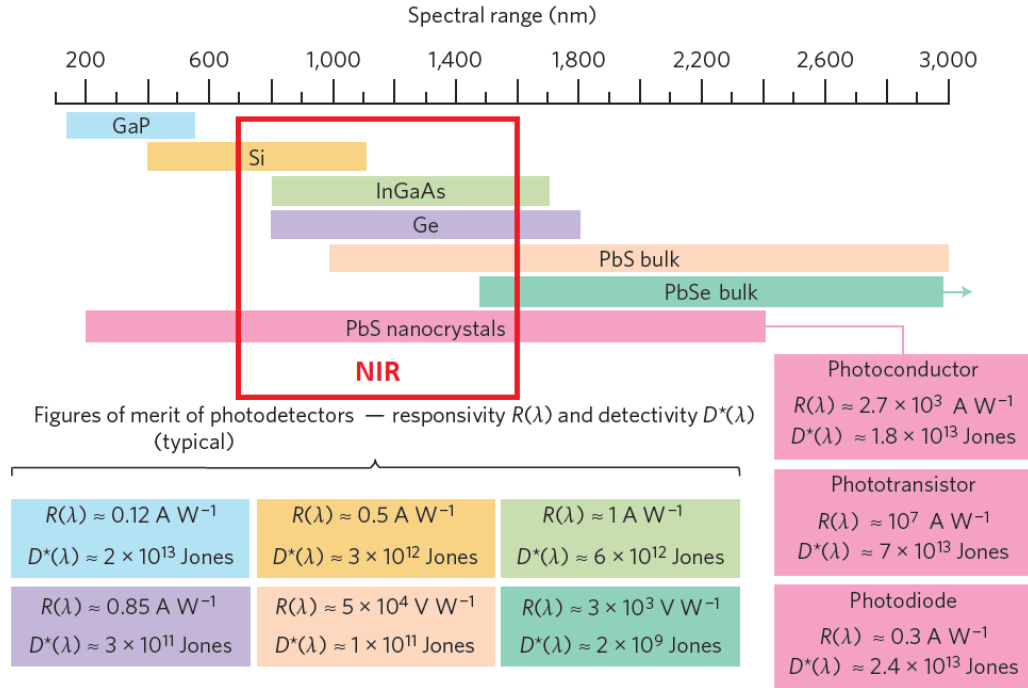 Spectral range (nm)
200 600 1,000 1,400 1,800 2,200 2,600 3,000
GaP
Si
InGaAs
Ge
PbS bulk
PbSe bulk
PbS nanocrystals
NIR
Figures of merit of photodetectors — responsivity R(λ) and detectivity D*(λ)
(typical)
R(λ) ≈ 0.12 A W⁻¹
D*(λ) ≈ 2 × 10¹³ Jones
R(λ) ≈ 0.5 A W⁻¹
D*(λ) ≈ 3 × 10¹² Jones
R(λ) ≈ 1 A W⁻¹
D*(λ) ≈ 6 × 10¹² Jones
R(λ) ≈ 0.85 A W⁻¹
D*(λ) ≈ 3 × 10¹¹ Jones
R(λ) ≈ 5 × 10⁴ V W⁻¹
D*(λ) ≈ 1 × 10¹¹ Jones
R(λ) ≈ 3 × 10³ V W⁻¹
D*(λ) ≈ 2 × 10⁹ Jones
Photoconductor
R(λ) ≈ 2.7 × 10³ A W⁻¹
D*(λ) ≈ 1.8 × 10¹³ Jones
Phototransistor
R(λ) ≈ 10⁷ A W⁻¹
D*(λ) ≈ 7 × 10¹³ Jones
Photodiode
R(λ) ≈ 0.3 A W⁻¹
D*(λ) ≈ 2.4 × 10¹³ Jones